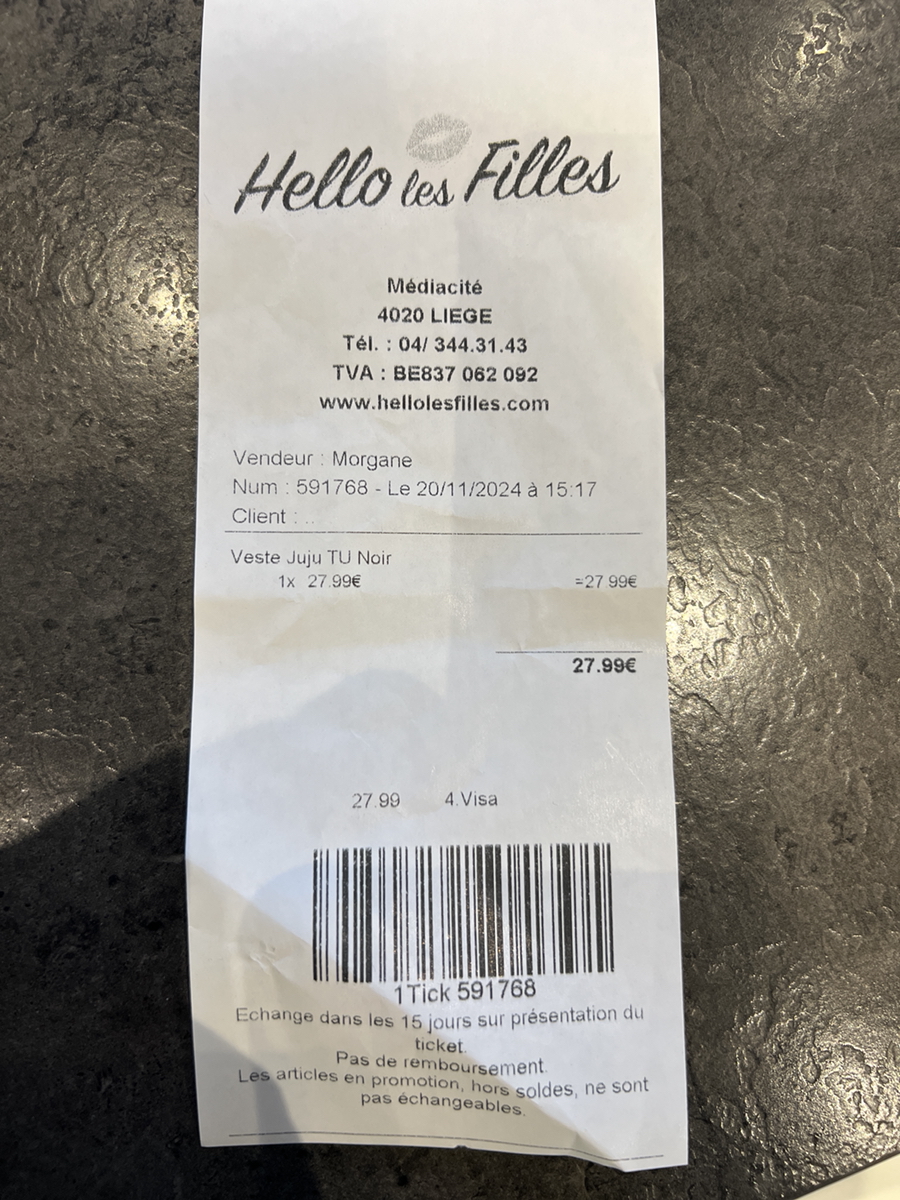 Hello les Filles
Médiacité
4020 LIEGE
Tél. : 04/ 344.31.43
TVA : BE837 062 092
www.hellolesfilles.com
Vendeur : Morgane
Num : 591768 - Le 20/11/2024 à 15:17
Client : ..
Veste Juju TU Noir
1x 27.99€ =27.99€
27.99€
27.99 4.Visa
1Tick 591768
Echange dans les 15 jours sur présentation du
ticket.
Pas de remboursement.
Les articles en promotion, hors soldes, ne sont
pas échangeables.